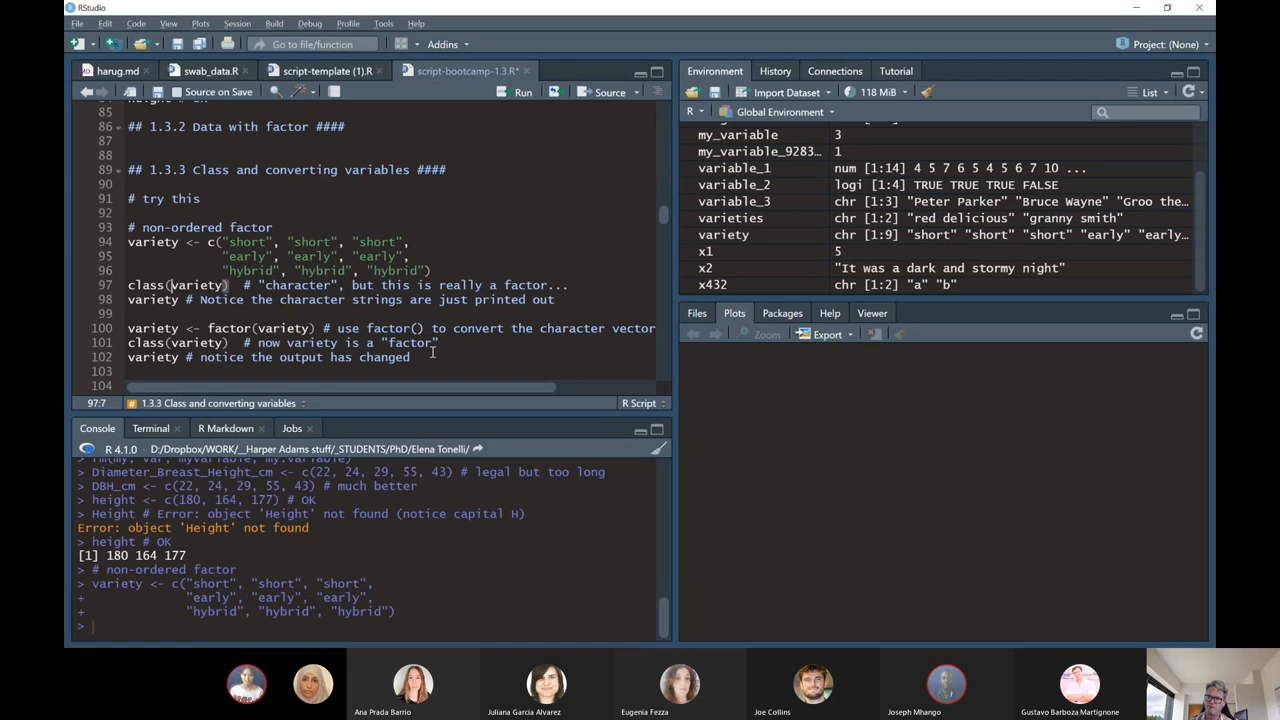 RStudio
File Edit Code View Plots Session Build Debug Profile Tools Help
Go to file/function Addins Project: (None)
harug.md swab_data.R script-template (1).R script-bootcamp-1.3.R*
Source on Save Run Source
85
86 ## 1.3.2 Data with factor ####
87
88
89 ## 1.3.3 Class and converting variables ####
90
91 # try this
92
93 # non-ordered factor
94 variety <- c("short", "short", "short",
95 "early", "early", "early",
96 "hybrid", "hybrid", "hybrid")
97 class(variety) # "character", but this is really a factor...
98 variety # Notice the character strings are just printed out
99
100 variety <- factor(variety) # use factor() to convert the character vector
101 class(variety) # now variety is a "factor"
102 variety # notice the output has changed
103
104
97:7 1.3.3 Class and converting variables R Script
Console Terminal R Markdown Jobs
R 4.1.0 D:/Dropbox/WORK/__Harper Adams stuff/_STUDENTS/PhD/Elena Tonelli/
> Diameter_Breast_Height_cm <- c(22, 24, 29, 55, 43) # legal but too long
> DBH_cm <- c(22, 24, 29, 55, 43) # much better
> height <- c(180, 164, 177) # OK
> Height # Error: object 'Height' not found (notice capital H)
Error: object 'Height' not found
> height # OK
[1] 180 164 177
> # non-ordered factor
> variety <- c("short", "short", "short",
+ "early", "early", "early",
+ "hybrid", "hybrid", "hybrid")
>
Environment History Connections Tutorial
Import Dataset 118 MiB List
R Global Environment
my_variable 3
my_variable_9283… 1
variable_1 num [1:14] 4 5 7 6 5 4 5 6 7 10 ...
variable_2 logi [1:4] TRUE TRUE TRUE FALSE
variable_3 chr [1:3] "Peter Parker" "Bruce Wayne" "Groo the…
varieties chr [1:2] "red delicious" "granny smith"
variety chr [1:9] "short" "short" "short" "early" "early…
x1 5
x2 "It was a dark and stormy night"
x432 chr [1:2] "a" "b"
Files Plots Packages Help Viewer
Zoom Export
Ana Prada Barrio Juliana Garcia Alvarez Eugenia Fezza Joe Collins Joseph Mhango Gustavo Barboza Martignone